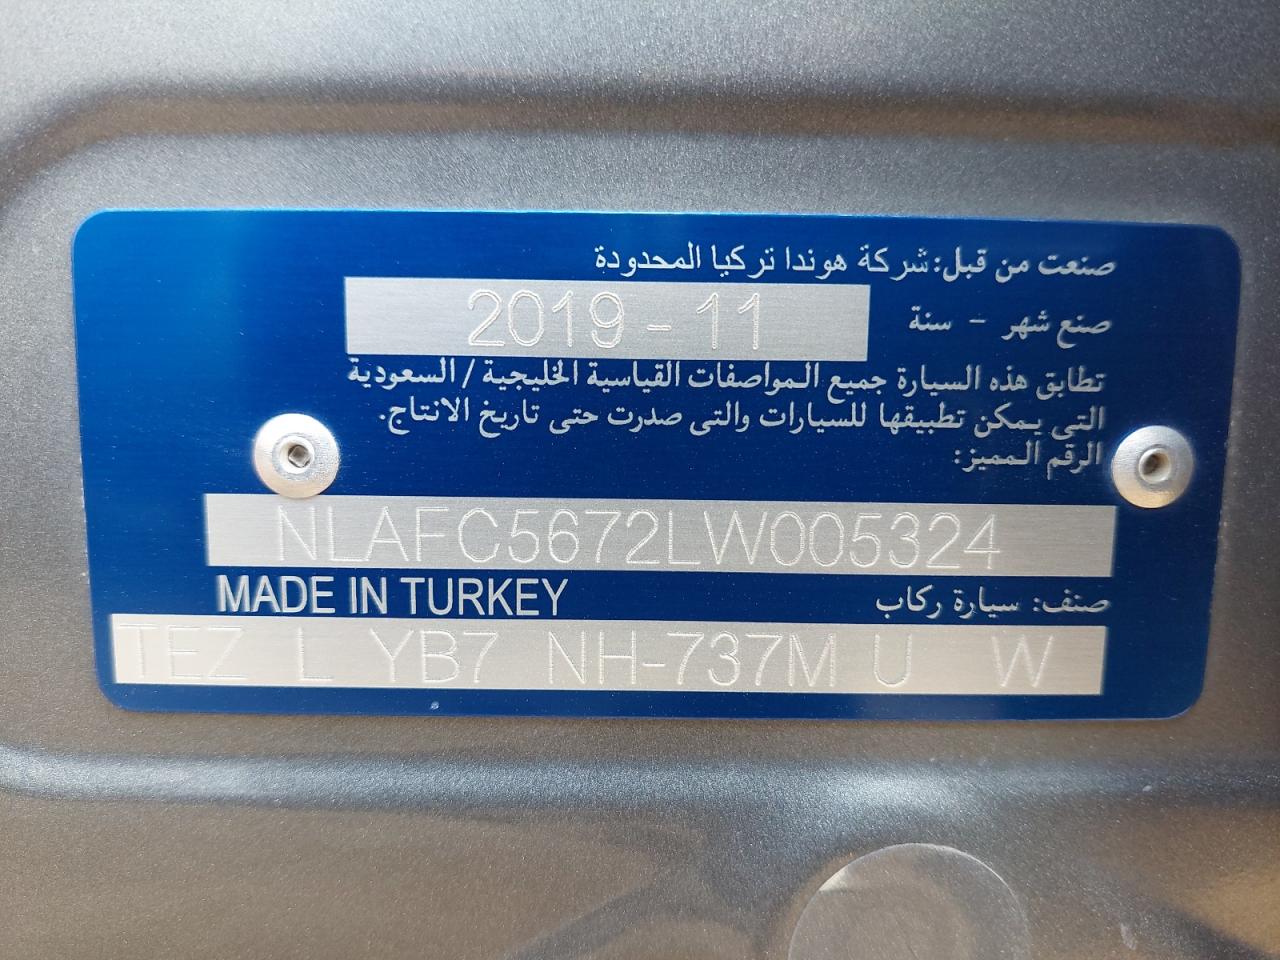 صنعت من قبل: شركة هوندا تركيا المحدودة
صنع شهر - سنة 2019 - 11
تطابق هذه السيارة جميع المواصفات القياسية الخليجية / السعودية
التي يمكن تطبيقها للسيارات والتى صدرت حتى تاريخ الانتاج.
الرقم المميز:
NLAFC5672LW005324
MADE IN TURKEY صنف: سيارة ركاب
TEZ L YB7 NH-737M U W